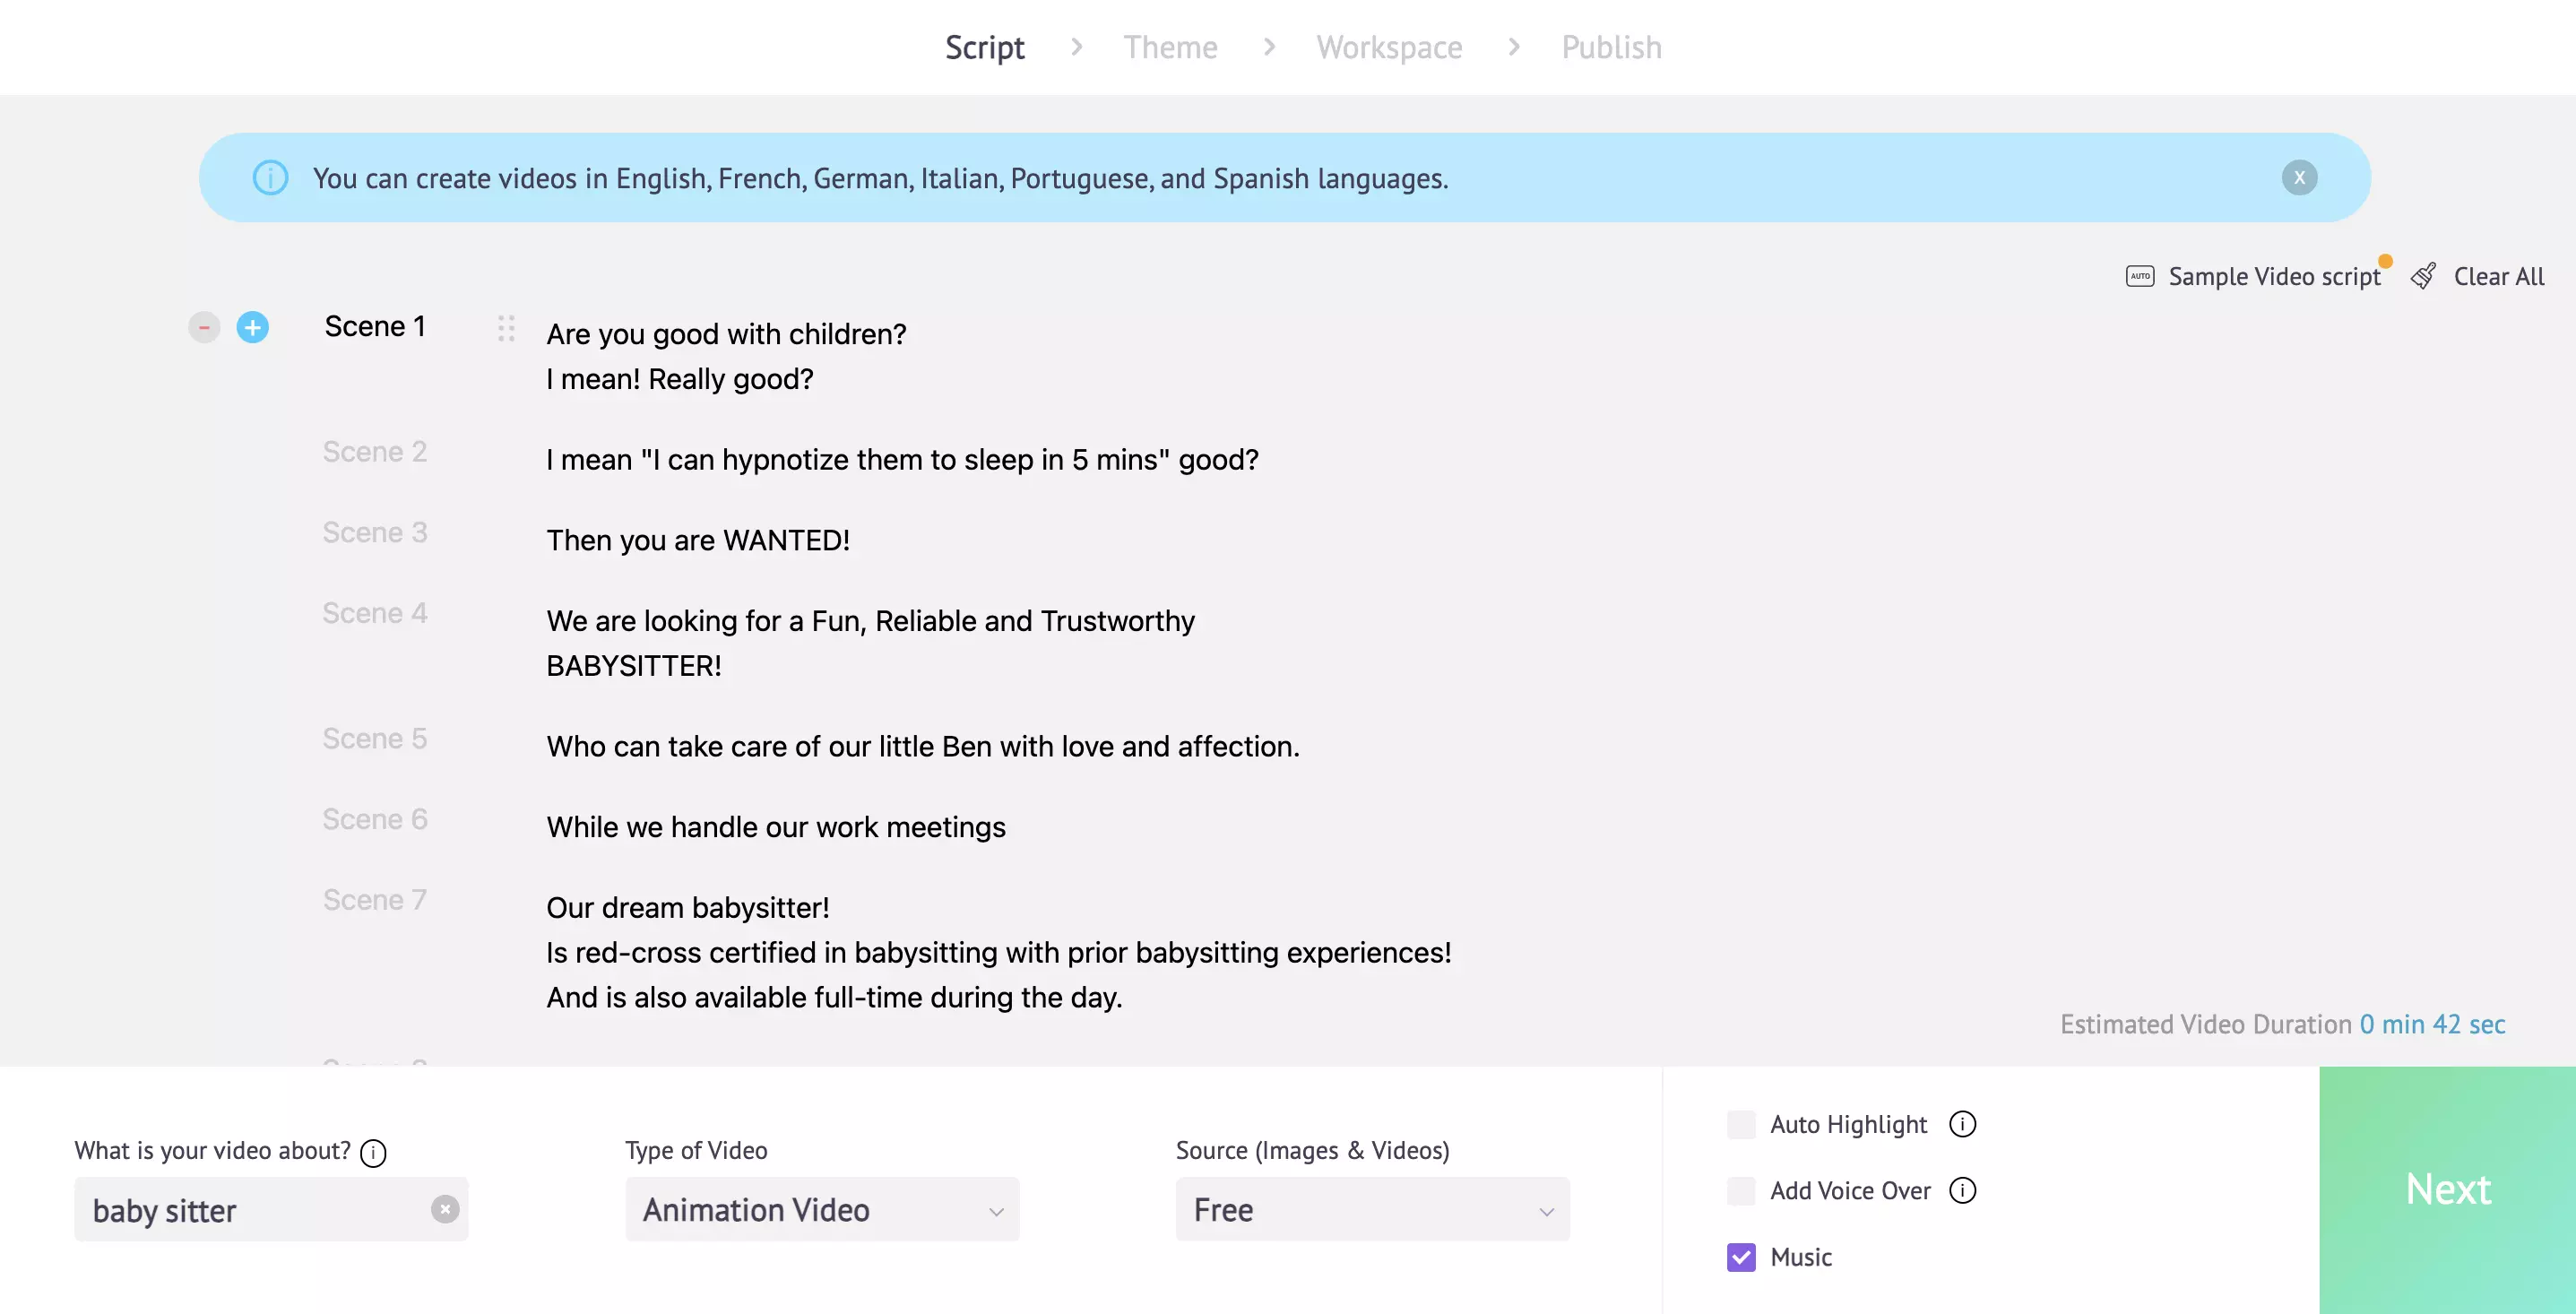 Script > Theme > Workspace > Publish
You can create videos in English, French, German, Italian, Portuguese, and Spanish languages.
X
AUTO Sample Video script Clear All
Scene 1
Are you good with children?
I mean! Really good?
Scene 2
I mean "I can hypnotize them to sleep in 5 mins" good?
Scene 3
Then you are WANTED!
Scene 4
We are looking for a Fun, Reliable and Trustworthy
BABYSITTER!
Scene 5
Who can take care of our little Ben with love and affection.
Scene 6
While we handle our work meetings
Scene 7
Our dream babysitter!
Is red-cross certified in babysitting with prior babysitting experiences!
And is also available full-time during the day.
Estimated Video Duration 0 min 42 sec
What is your video about?
baby sitter
Type of Video
Animation Video
Source (Images & Videos)
Free
Auto Highlight
Add Voice Over
Music
Next